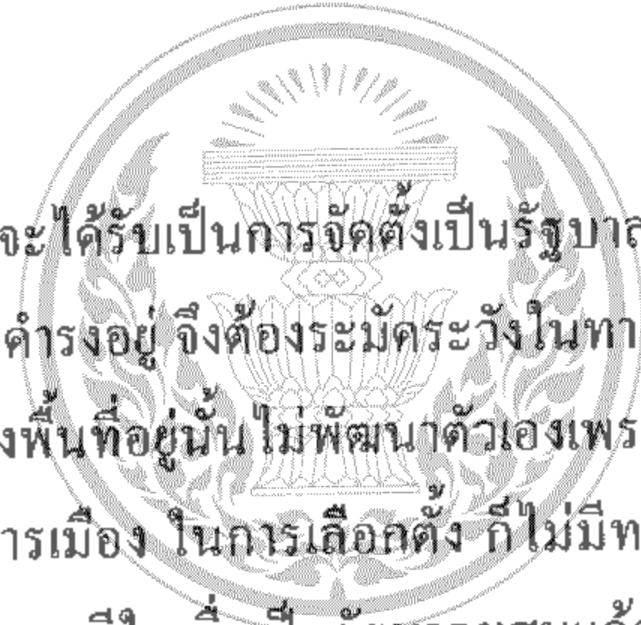 จะได้รับเป็นการจัดตั้งเป็นรัฐบาล
ดำรงอยู่ จึงต้องระมัดระวังในทา
งพื้นที่อยู่นั้น ไม่พัฒนาตัวเองเพร
ารเมือง ในการเลือกตั้ง ก็ไม่มีท